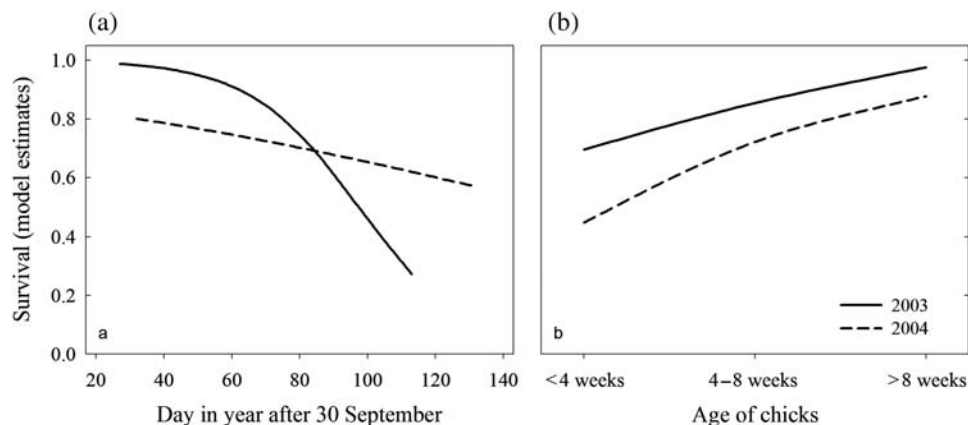 (a)
(b)
Survival (model estimates)
1.0
0.8
0.6
0.4
0.2
0.0
a
20 40 60 80 100 120 140
Day in year after 30 September
2003
2004
b
<4 weeks 4–8 weeks >8 weeks
Age of chicks